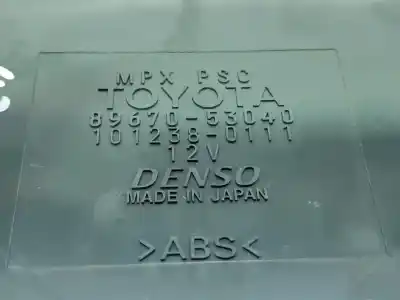 MPX PSC
TOYOTA
89670-53040
101238-0111
12V
DENSO
MADE IN JAPAN
>ABS<